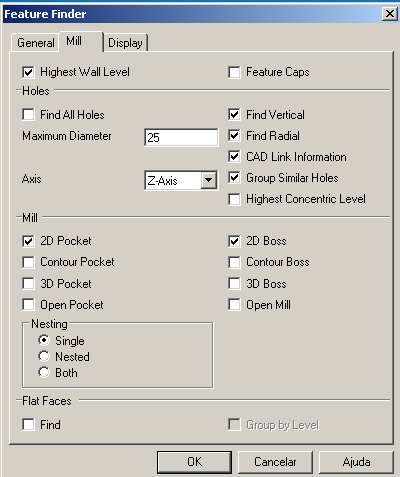 Feature Finder
General Mill Display
Highest Wall Level Feature Caps
Holes
Find All Holes Find Vertical
Maximum Diameter 25 Find Radial
CAD Link Information
Axis Z-Axis Group Similar Holes
Highest Concentric Level
Mill
2D Pocket 2D Boss
Contour Pocket Contour Boss
3D Pocket 3D Boss
Open Pocket Open Mill
Nesting
Single
Nested
Both
Flat Faces
Find Group by Level
OK Cancelar Ajuda